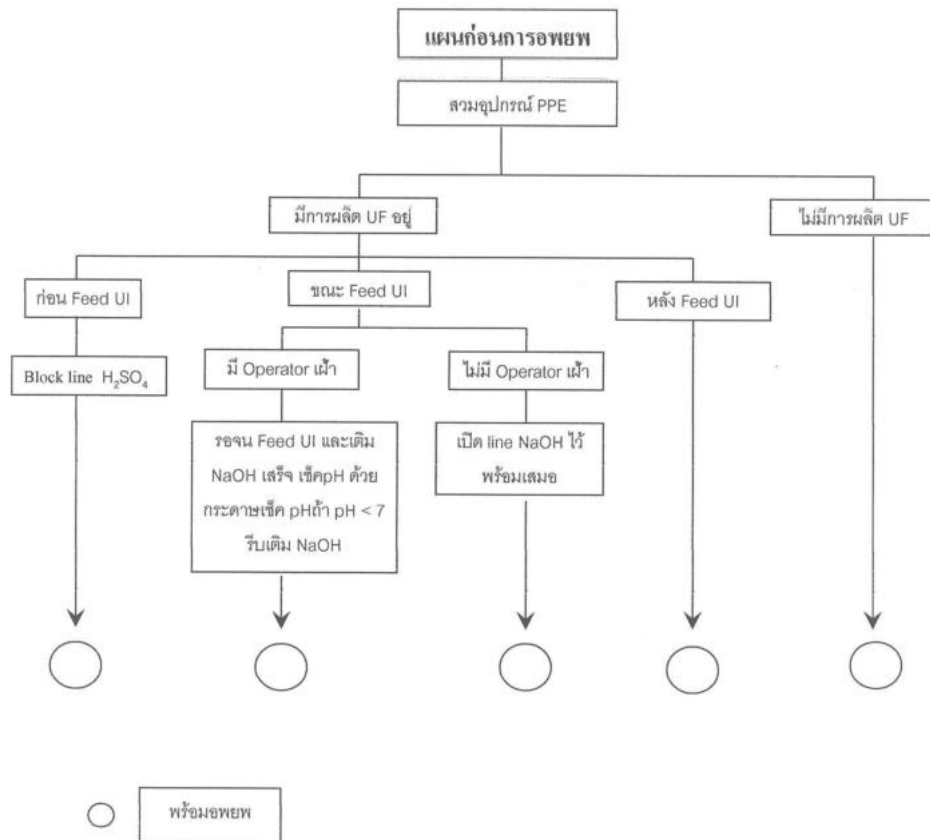 แผนก่อนการอพยพ
สวมอุปกรณ์ PPE
มีการผลิต UF อยู่
ไม่มีการผลิต UF
ก่อน Feed UI
ขณะ Feed UI
หลัง Feed UI
Block line H₂SO₄
มี Operator เฝ้า
ไม่มี Operator เฝ้า
รอจน Feed UI และเติม
NaOH เสร็จ เช็คpH ด้วย
กระดาษเช็ค pHถ้า pH < 7
รีบเติม NaOH
เปิด line NaOH ไว้
พร้อมเสมอ
พร้อมอพยพ